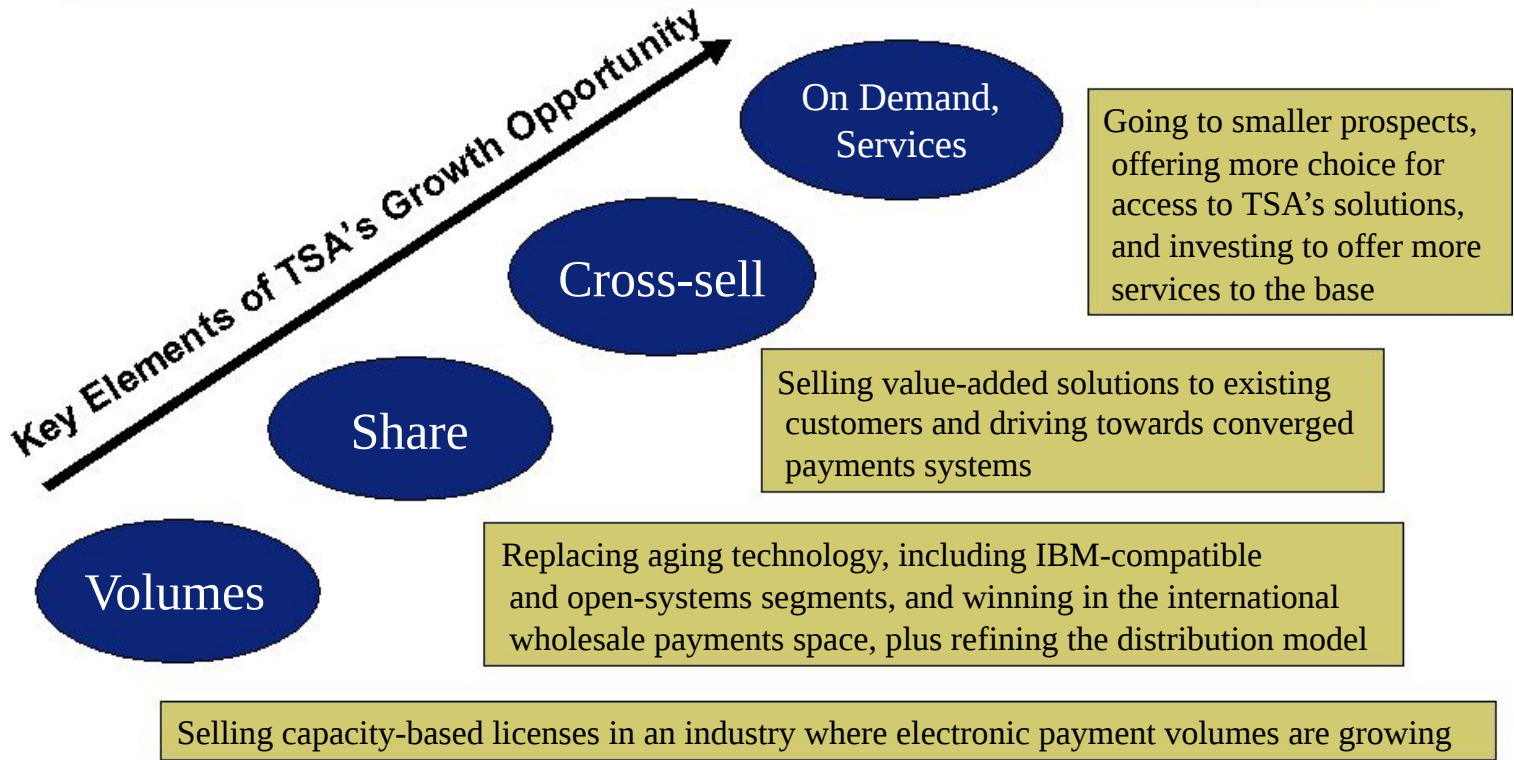 Key Elements of TSA’s Growth Opportunity
On Demand,
Services
Going to smaller prospects,
offering more choice for
access to TSA’s solutions,
and investing to offer more
services to the base
Cross-sell
Selling value-added solutions to existing
customers and driving towards converged
payments systems
Share
Replacing aging technology, including IBM-compatible
and open-systems segments, and winning in the international
wholesale payments space, plus refining the distribution model
Volumes
Selling capacity-based licenses in an industry where electronic payment volumes are growing